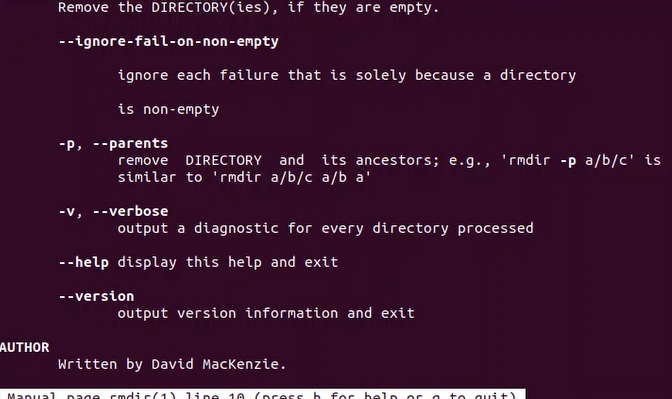 Remove the DIRECTORY(ies), if they are empty.
--ignore-fail-on-non-empty
ignore each failure that is solely because a directory
is non-empty
-p, --parents
remove DIRECTORY and its ancestors; e.g., 'rmdir -p a/b/c' is
similar to 'rmdir a/b/c a/b a'
-v, --verbose
output a diagnostic for every directory processed
--help display this help and exit
--version
output version information and exit
AUTHOR
Written by David MacKenzie.
Manual page rmdir(1) line 10 (press h for help or q to quit)